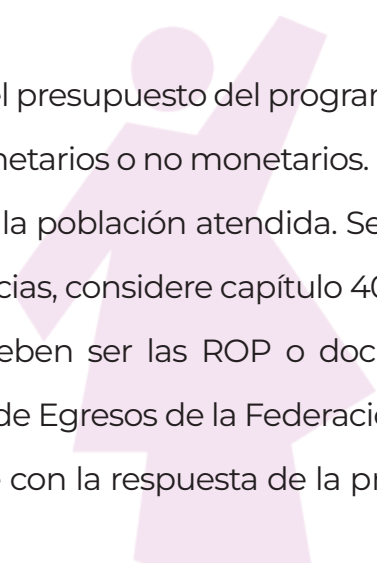 el presupuesto del program
netarios o no monetarios.
la población atendida. Se
cias, considere capítulo 40
eben ser las ROP o doc
de Egresos de la Federaci
con la respuesta de la pr